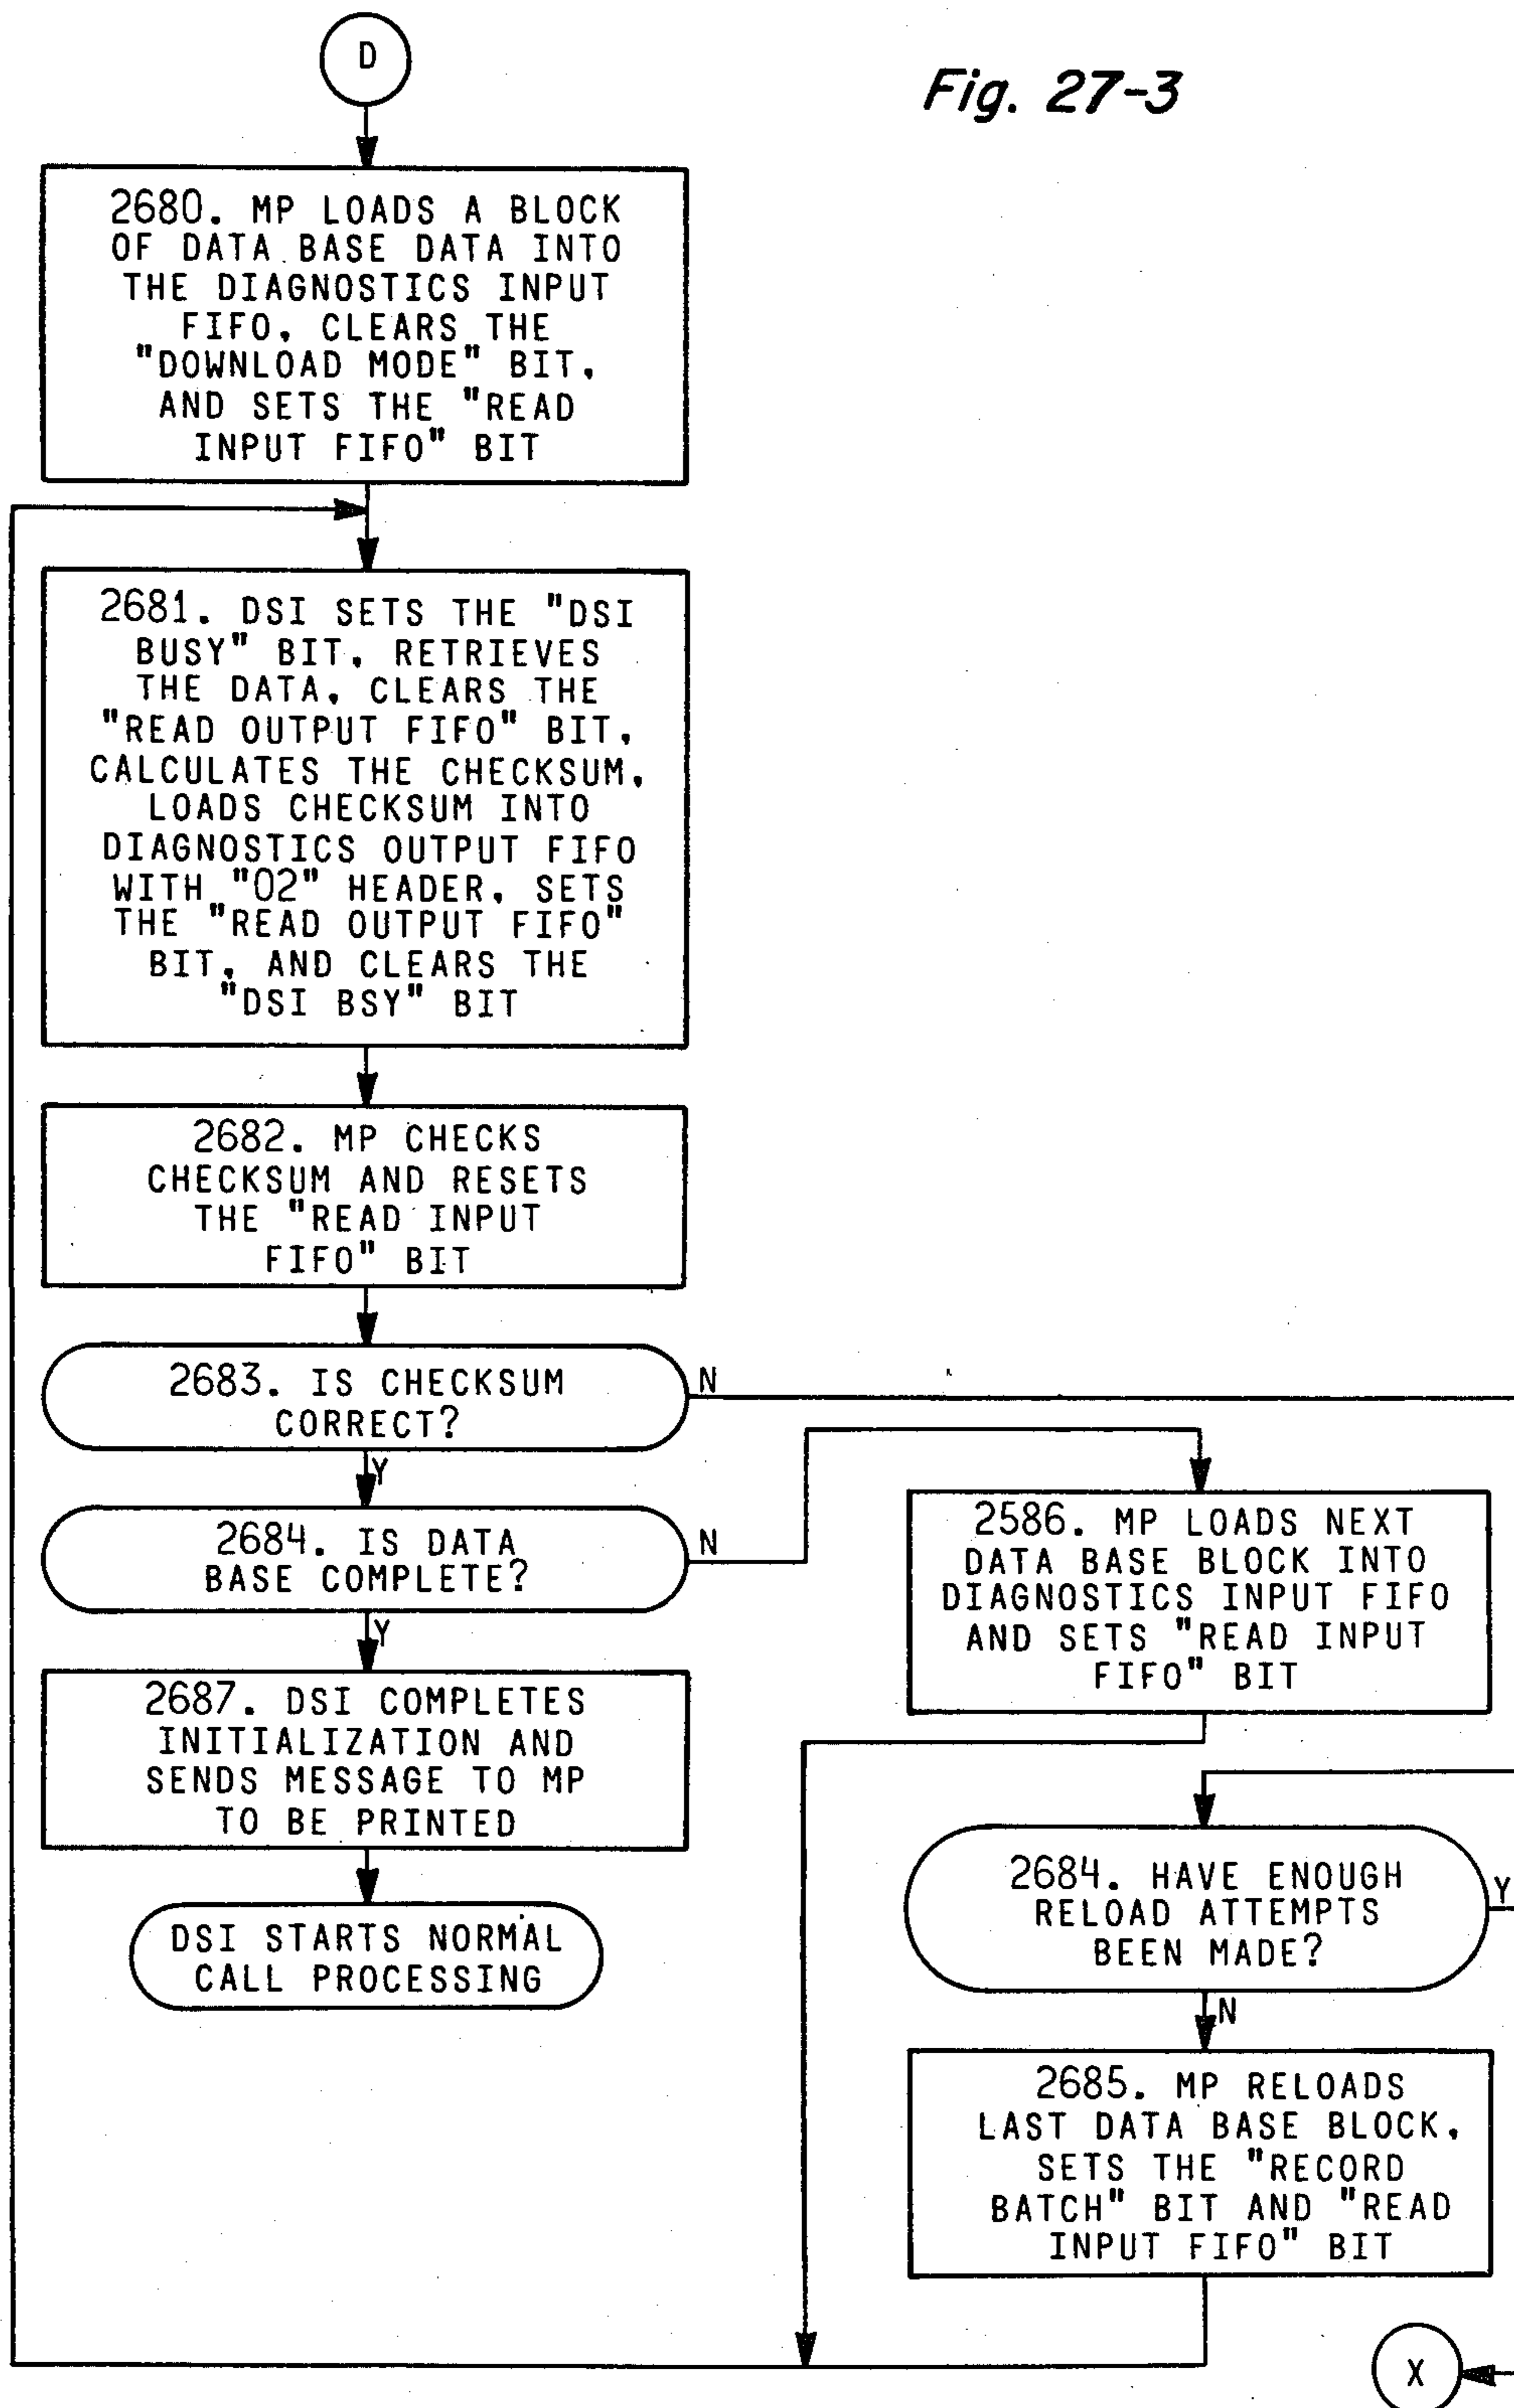 D
Fig. 27-3
2680. MP LOADS A BLOCK
OF DATA BASE DATA INTO
THE DIAGNOSTICS INPUT
FIFO, CLEARS THE
"DOWNLOAD MODE" BIT,
AND SETS THE "READ
INPUT FIFO" BIT
2681. DSI SETS THE "DSI
BUSY" BIT, RETRIEVES
THE DATA, CLEARS THE
"READ OUTPUT FIFO" BIT,
CALCULATES THE CHECKSUM,
LOADS CHECKSUM INTO
DIAGNOSTICS OUTPUT FIFO
WITH "02" HEADER, SETS
THE "READ OUTPUT FIFO"
BIT, AND CLEARS THE
"DSI BSY" BIT
2682. MP CHECKS
CHECKSUM AND RESETS
THE "READ INPUT
FIFO" BIT
2683. IS CHECKSUM
CORRECT?
N
Y
2684. IS DATA
BASE COMPLETE?
N
Y
2586. MP LOADS NEXT
DATA BASE BLOCK INTO
DIAGNOSTICS INPUT FIFO
AND SETS "READ INPUT
FIFO" BIT
2687. DSI COMPLETES
INITIALIZATION AND
SENDS MESSAGE TO MP
TO BE PRINTED
DSI STARTS NORMAL
CALL PROCESSING
2684. HAVE ENOUGH
RELOAD ATTEMPTS
BEEN MADE?
Y
N
2685. MP RELOADS
LAST DATA BASE BLOCK,
SETS THE "RECORD
BATCH" BIT AND "READ
INPUT FIFO" BIT
X